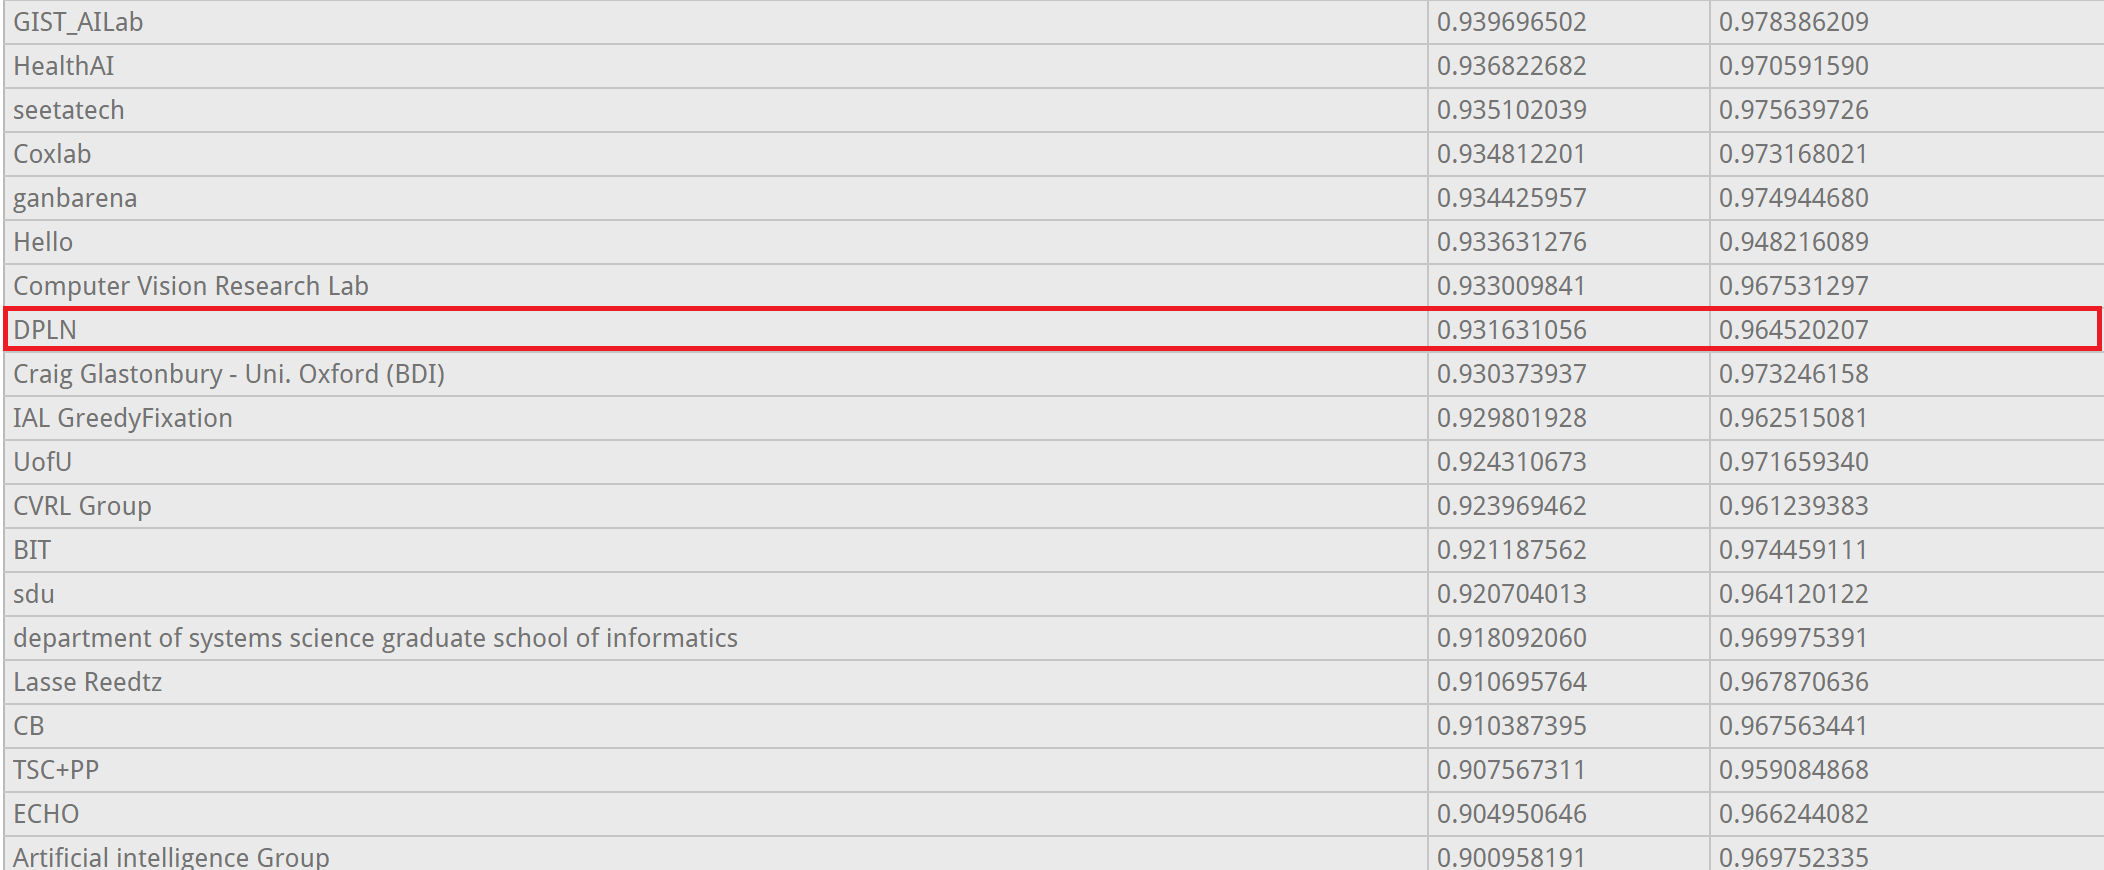 GIST_AILab 0.939696502 0.978386209
HealthAI 0.936822682 0.970591590
seetatech 0.935102039 0.975639726
Coxlab 0.934812201 0.973168021
ganbarena 0.934425957 0.974944680
Hello 0.933631276 0.948216089
Computer Vision Research Lab 0.933009841 0.967531297
DPLN 0.931631056 0.964520207
Craig Glastonbury - Uni. Oxford (BDI) 0.930373937 0.973246158
IAL GreedyFixation 0.929801928 0.962515081
UofU 0.924310673 0.971659340
CVRL Group 0.923969462 0.961239383
BIT 0.921187562 0.974459111
sdu 0.920704013 0.964120122
department of systems science graduate school of informatics 0.918092060 0.969975391
Lasse Reedtz 0.910695764 0.967870636
CB 0.910387395 0.967563441
TSC+PP 0.907567311 0.959084868
ECHO 0.904950646 0.966244082
Artificial intelligence Group 0.900958191 0.969752335